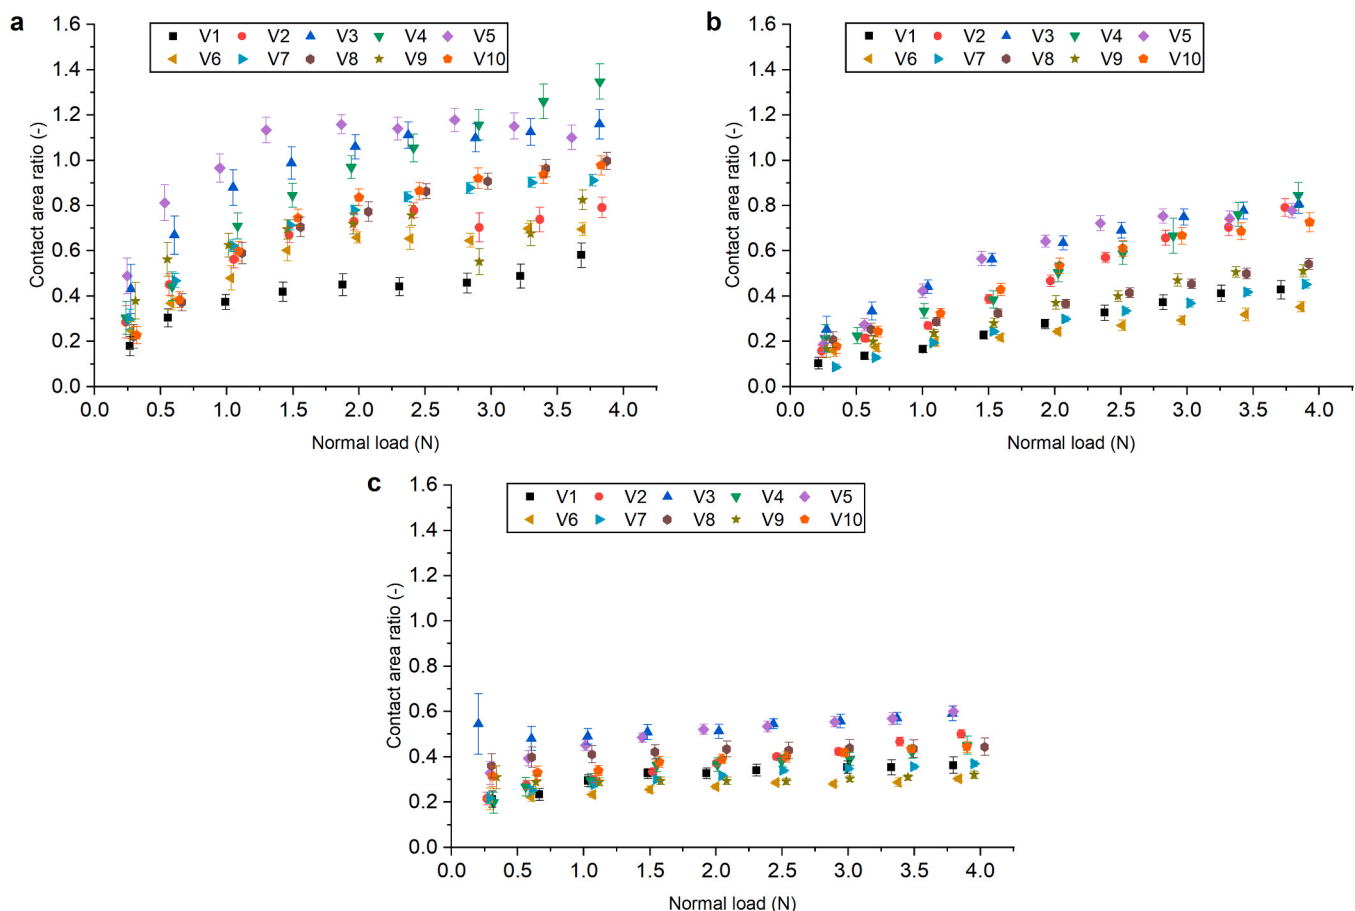 a
1.6
1.4
1.2
1.0
0.8
0.6
0.4
0.2
0.0
Contact area ratio (-)
V1 V2 V3 V4 V5
V6 V7 V8 V9 V10
0.0 0.5 1.0 1.5 2.0 2.5 3.0 3.5 4.0
Normal load (N)
b
1.6
1.4
1.2
1.0
0.8
0.6
0.4
0.2
0.0
Contact area ratio (-)
V1 V2 V3 V4 V5
V6 V7 V8 V9 V10
0.0 0.5 1.0 1.5 2.0 2.5 3.0 3.5 4.0
Normal load (N)
c
1.6
1.4
1.2
1.0
0.8
0.6
0.4
0.2
0.0
Contact area ratio (-)
V1 V2 V3 V4 V5
V6 V7 V8 V9 V10
0.0 0.5 1.0 1.5 2.0 2.5 3.0 3.5 4.0
Normal load (N)